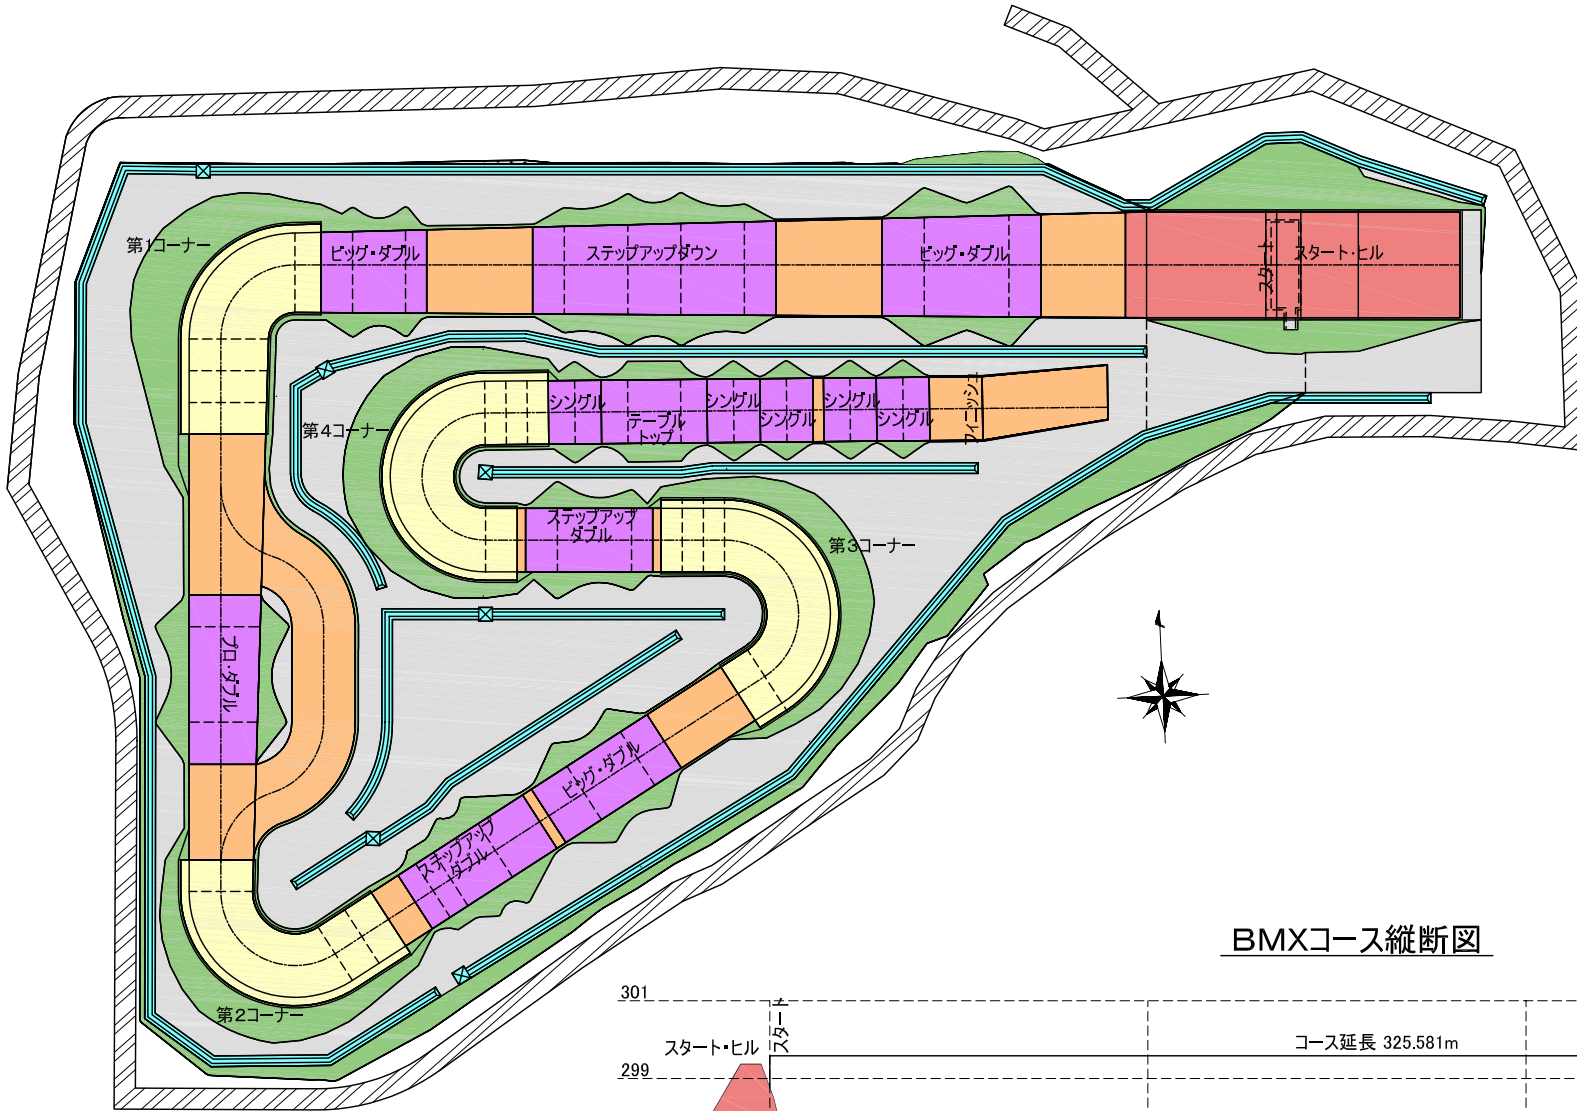 第1コーナー
ビッグ・ダブル
ステップアップダウン
ビッグ・ダブル
スタート
スタート・ヒル
第4コーナー
シングル
テーブル
トップ
シングル
シングル
シングル
シングル
フィニッシュ
ステップアップ
ダブル
第3コーナー
プロ・ダブル
ビッグ・ダブル
ステップアップ
ダブル
第2コーナー
BMXコース縦断図
301
スタート
スタート・ヒル
コース延長 325.581m
299